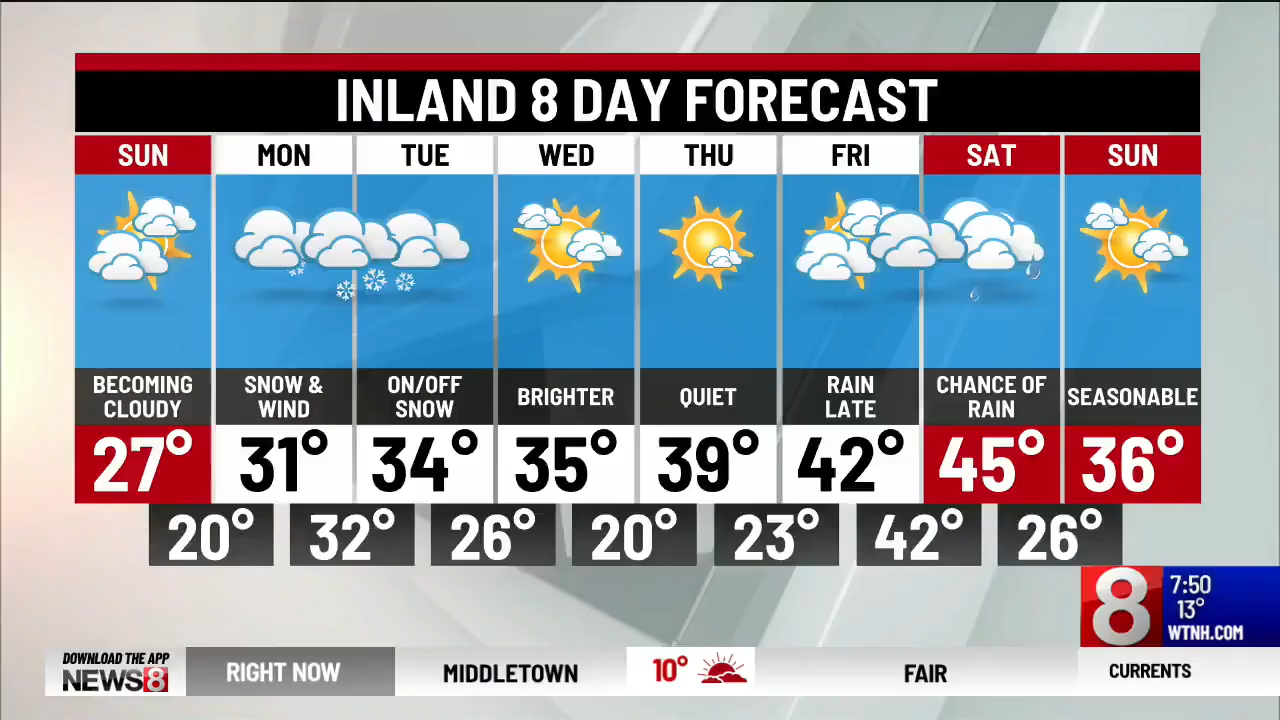 INLAND 8 DAY FORECAST
SUN MON TUE WED THU FRI SAT SUN
BECOMING CLOUDY
SNOW & WIND
ON/OFF SNOW
BRIGHTER
QUIET
RAIN LATE
CHANCE OF RAIN
SEASONABLE
27° 31° 34° 35° 39° 42° 45° 36°
20° 32° 26° 20° 23° 42° 26°
8
7:50
13°
WTNH.COM
DOWNLOAD THE APP
NEWS 8
RIGHT NOW MIDDLETOWN 10° FAIR CURRENTS